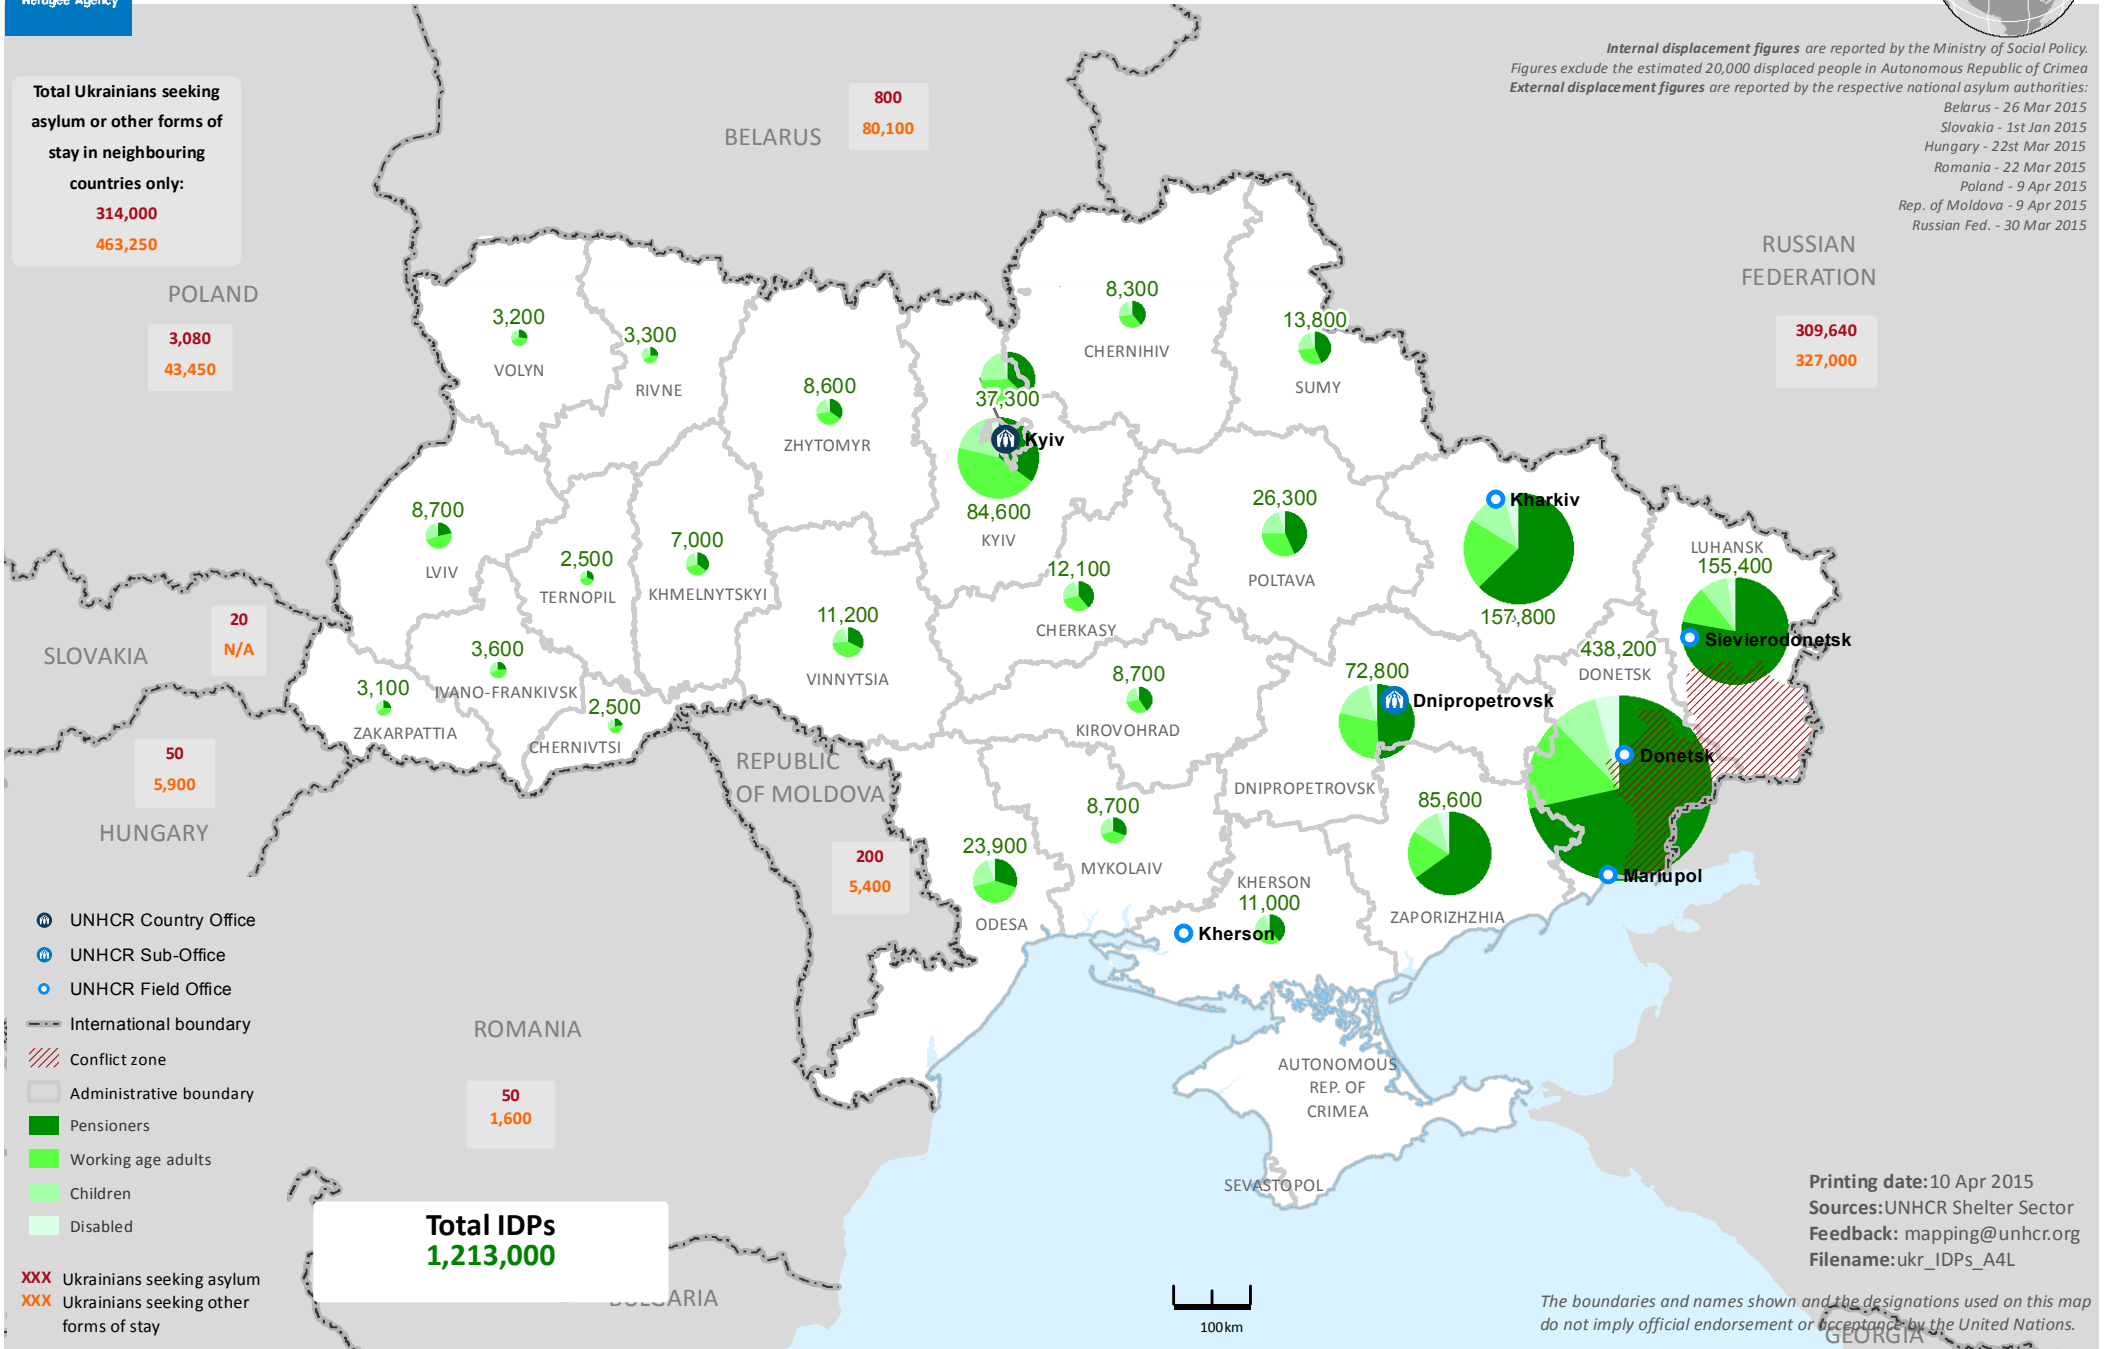 Refugee Agency
Total Ukrainians seeking
asylum or other forms of
stay in neighbouring
countries only:
314,000
463,250
Internal displacement figures are reported by the Ministry of Social Policy.
Figures exclude the estimated 20,000 displaced people in Autonomous Republic of Crimea
External displacement figures are reported by the respective national asylum authorities:
Belarus - 26 Mar 2015
Slovakia - 1st Jan 2015
Hungary - 22st Mar 2015
Romania - 22 Mar 2015
Poland - 9 Apr 2015
Rep. of Moldova - 9 Apr 2015
Russian Fed. - 30 Mar 2015
BELARUS
800
80,100
RUSSIAN
FEDERATION
309,640
327,000
POLAND
3,080
43,450
3,200
VOLYN
3,300
RIVNE
8,600
ZHYTOMYR
8,300
CHERNIHIV
13,800
SUMY
37,300
Kyiv
84,600
KYIV
8,700
LVIV
2,500
TERNOPIL
7,000
KHMELNYTSKYI
11,200
VINNYTSIA
12,100
CHERKASY
26,300
POLTAVA
Kharkiv
157,800
LUHANSK
155,400
Sievierodonetsk
438,200
DONETSK
Donetsk
Mariupol
SLOVAKIA
20
N/A
3,600
IVANO-FRANKIVSK
3,100
ZAKARPATTIA
2,500
CHERNIVTSI
8,700
KIROVOHRAD
72,800
Dnipropetrovsk
DNIPROPETROVSK
85,600
ZAPORIZHZHIA
50
5,900
HUNGARY
REPUBLIC
OF MOLDOVA
200
5,400
23,900
ODESA
8,700
MYKOLAIV
KHERSON
11,000
Kherson
ROMANIA
50
1,600
AUTONOMOUS
REP. OF
CRIMEA
SEVASTOPOL
UNHCR Country Office
UNHCR Sub-Office
UNHCR Field Office
International boundary
Conflict zone
Administrative boundary
Pensioners
Working age adults
Children
Disabled
XXX Ukrainians seeking asylum
XXX Ukrainians seeking other
forms of stay
Total IDPs
1,213,000
BULGARIA
100km
Printing date:10 Apr 2015
Sources:UNHCR Shelter Sector
Feedback: mapping@unhcr.org
Filename:ukr_IDPs_A4L
The boundaries and names shown and the designations used on this map
do not imply official endorsement or acceptance by the United Nations.
GEORGIA